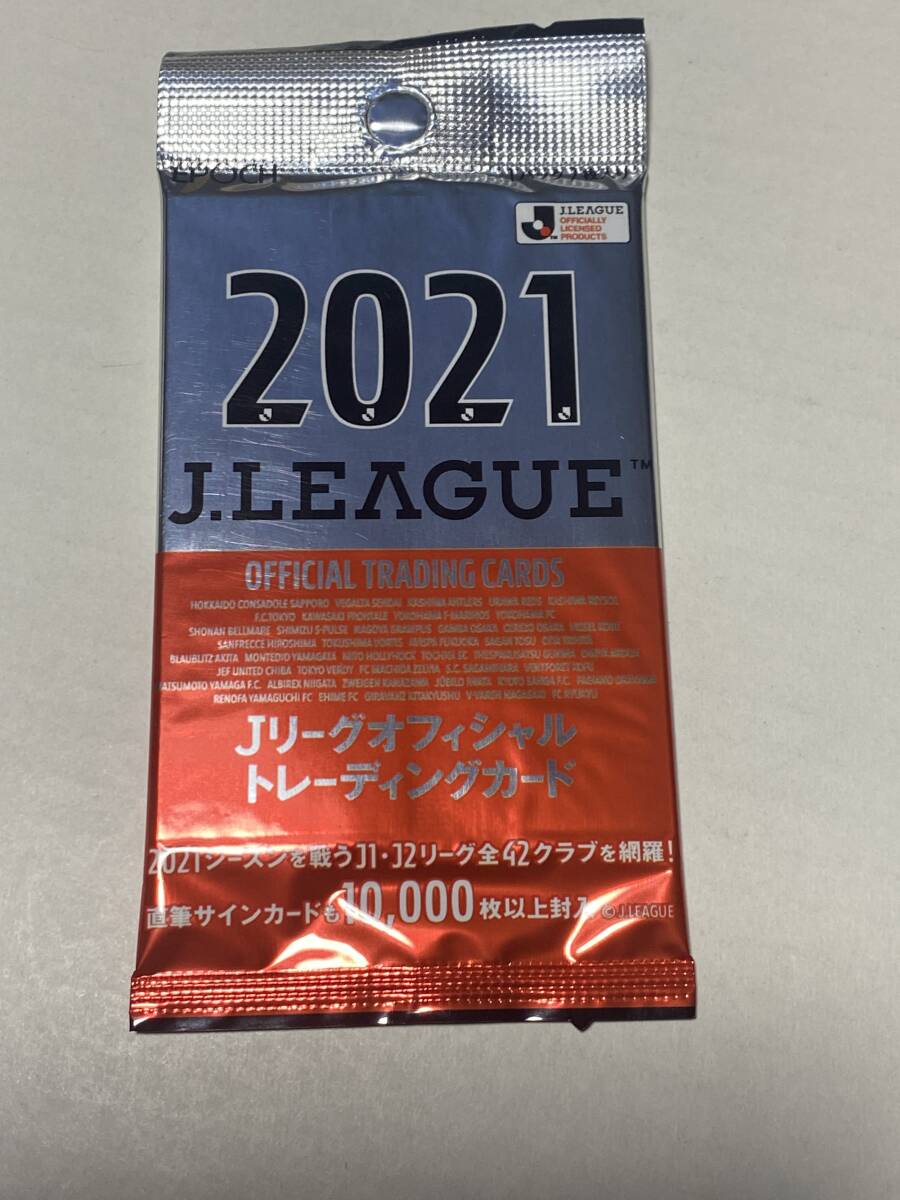 EPOCH
J.LEAGUE
OFFICIALLY
LICENSED
PRODUCTS
TM
2021
J.LEAGUE™
OFFICIAL TRADING CARDS
HOKKAIDO CONSADOLE SAPPORO VEGALTA SENDAI KASHIMA ANTLERS URAWA REDS KASHIWA REYSOL
F.C.TOKYO KAWASAKI FRONTALE YOKOHAMA F·MARINOS YOKOHAMA FC
SHONAN BELLMARE SHIMIZU S-PULSE NAGOYA GRAMPUS GAMBA OSAKA CEREZO OSAKA VISSEL KOBE
SANFRECCE HIROSHIMA TOKUSHIMA VORTIS AVISPA FUKUOKA SAGAN TOSU OITA TRINITA
BLAUBLITZ AKITA MONTEDIO YAMAGATA MITO HOLLYHOCK TOCHIGI SC THESPAKUSATSU GUNMA OMIYA ARDIJA
JEF UNITED CHIBA TOKYO VERDY FC MACHIDA ZELVIA S.C. SAGAMIHARA VENTFORET KOFU
MATSUMOTO YAMAGA F.C. ALBIREX NIIGATA ZWEIGEN KANAZAWA JÚBILO IWATA KYOTO SANGA F.C. FAGIANO OKAYAMA
RENOFA YAMAGUCHI FC EHIME FC GIRAVANZ KITAKYUSHU V·VAREN NAGASAKI FC RYUKYU
Jリーグオフィシャル
トレーディングカード
2021シーズンを戦うJ1・J2リーグ全42クラブを網羅!
直筆サインカードも10,000枚以上封入 ©J.LEAGUE